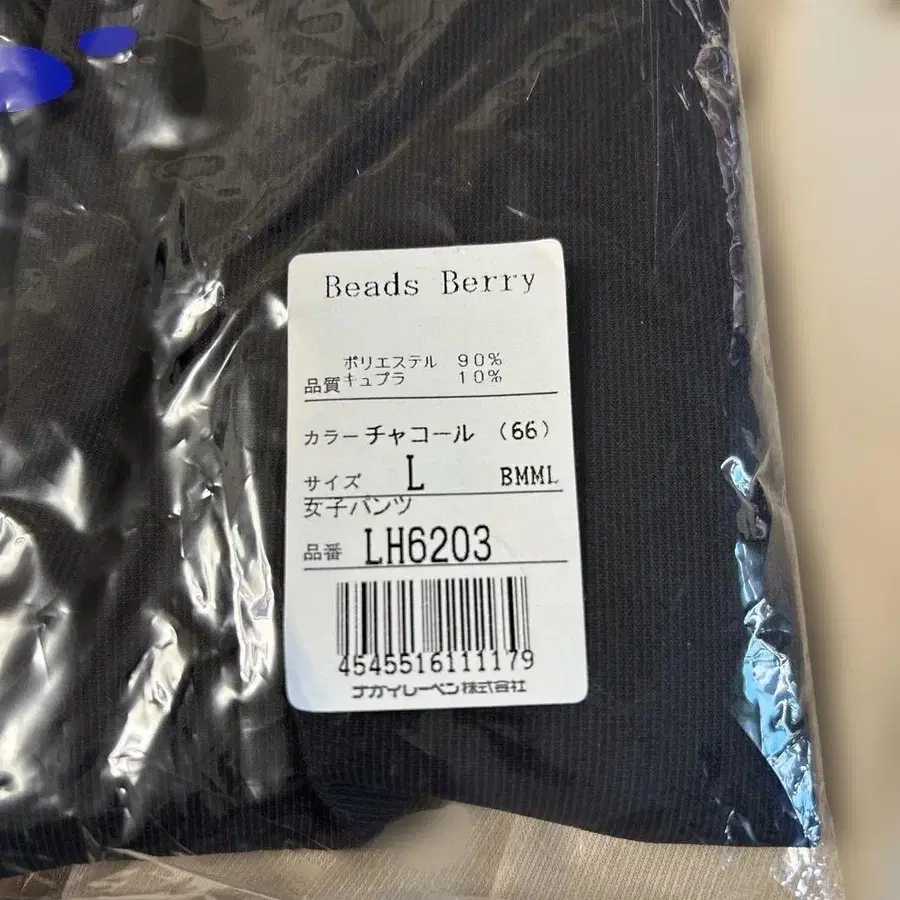 Beads Berry
ポリエステル 90%
品質 キュプラ 10%
カラー チャコール (66)
サイズ L BMML
女子パンツ
品番 LH6203
4545516111179
ナガイレーベン株式会社